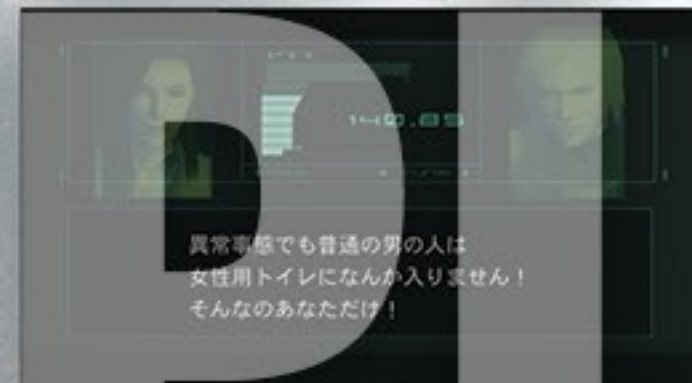 140.85
異常事態でも普通の男の人は
女性用トイレになんか入りません！
そんなのあなただけ！